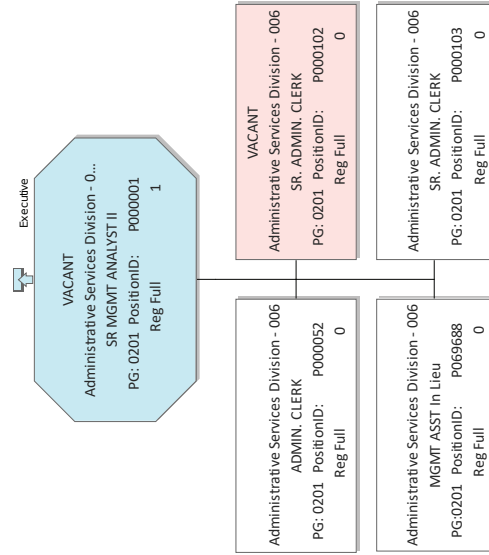 Executive
VACANT
Administrative Services Division - 0...
SR MGMT ANALYST II
PG: 0201 PositionID: P000001
Reg Full 1
Administrative Services Division - 006
ADMIN. CLERK
PG: 0201 PositionID: P000052
Reg Full 0
VACANT
Administrative Services Division - 006
SR. ADMIN. CLERK
PG: 0201 PositionID: P000102
Reg Full 0
Administrative Services Division - 006
MGMT ASST In Lieu
PG:0201 PositionID: P069688
Reg Full 0
Administrative Services Division - 006
SR. ADMIN. CLERK
PG: 0201 PositionID: P000103
Reg Full 0